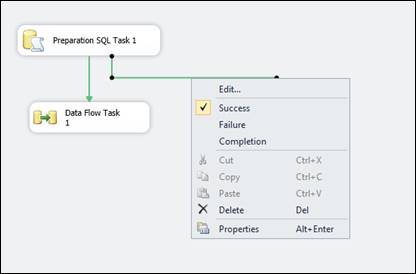 Preparation SQL Task 1
Data Flow Task
1
Edit...
Success
Failure
Completion
Cut Ctrl+X
Copy Ctrl+C
Paste Ctrl+V
Delete Del
Properties Alt+Enter